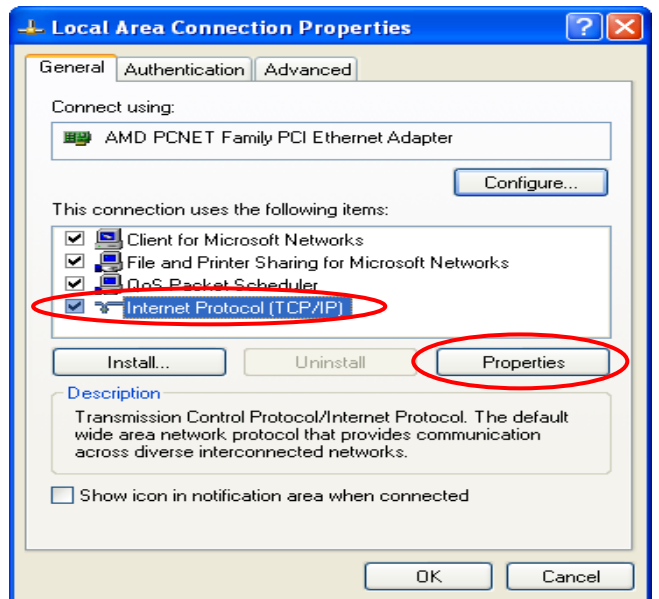 Local Area Connection Properties
General Authentication Advanced
Connect using:
AMD PCNET Family PCI Ethernet Adapter
Configure...
This connection uses the following items:
Client for Microsoft Networks
File and Printer Sharing for Microsoft Networks
QoS Packet Scheduler
Internet Protocol (TCP/IP)
Install... Uninstall Properties
Description
Transmission Control Protocol/Internet Protocol. The default
wide area network protocol that provides communication
across diverse interconnected networks.
Show icon in notification area when connected
OK Cancel